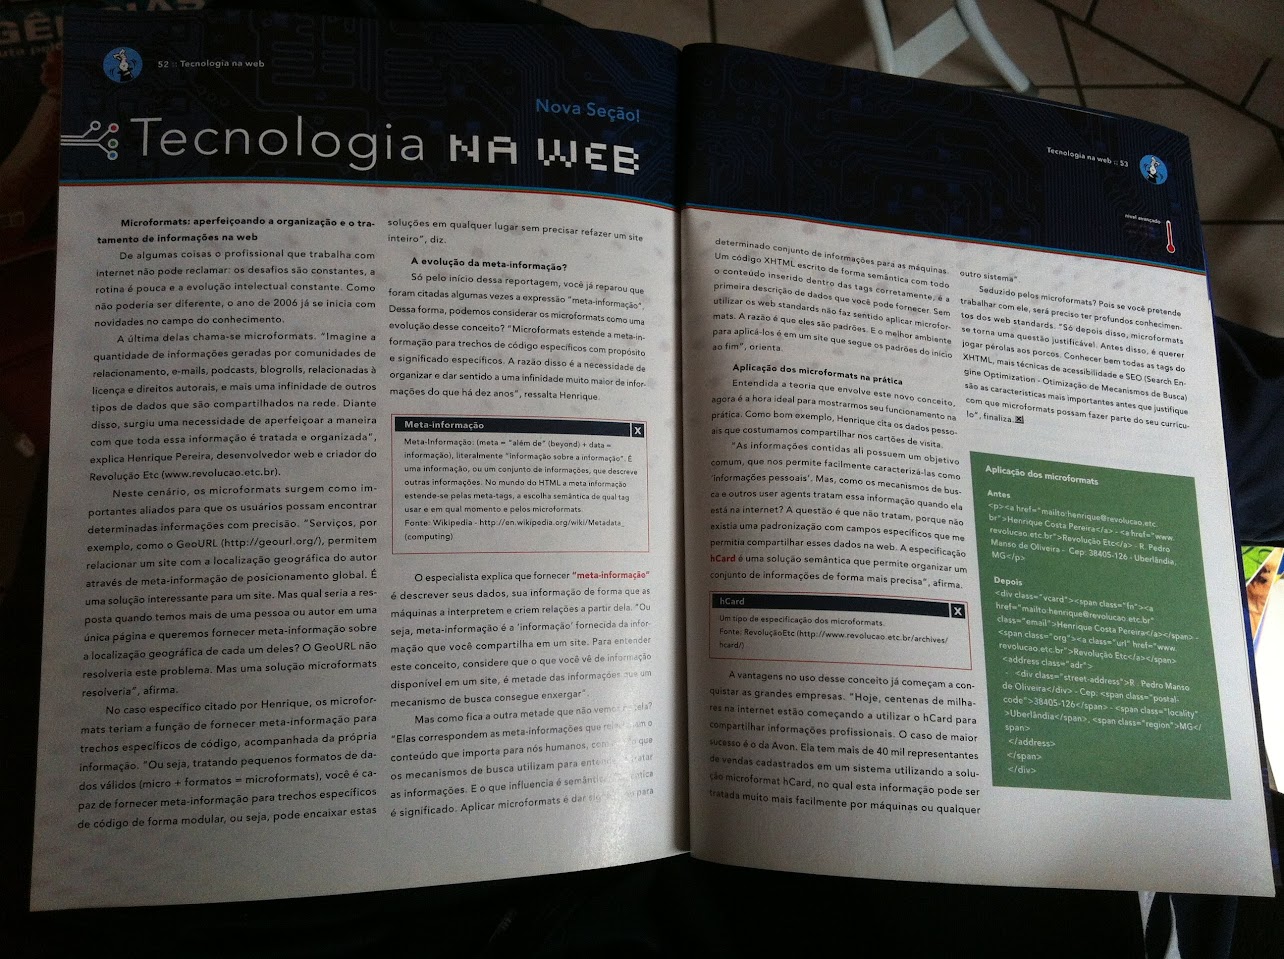 52 :: Tecnologia na web
Nova Seção!
Tecnologia NA WEB
Microformats: aperfeiçoando a organização e o tra-
tamento de informações na web
De algumas coisas o profissional que trabalha com
internet não pode reclamar: os desafios são constantes, a
rotina é pouca e a evolução intelectual constante. Como
não poderia ser diferente, o ano de 2006 já se inicia com
novidades no campo do conhecimento.
A última delas chama-se microformats. "Imagine a
quantidade de informações geradas por comunidades de
relacionamento, e-mails, podcasts, blogrolls, relacionadas à
licença e direitos autorais, e mais uma infinidade de outros
tipos de dados que são compartilhados na rede. Diante
disso, surgiu uma necessidade de aperfeiçoar a maneira
com que toda essa informação é tratada e organizada",
explica Henrique Pereira, desenvolvedor web e criador do
Revolução Etc (www.revolucao.etc.br).
Neste cenário, os microformats surgem como im-
portantes aliados para que os usuários possam encontrar
determinadas informações com precisão. "Serviços, por
exemplo, como o GeoURL (http://geourl.org/), permitem
relacionar um site com a localização geográfica do autor
através de meta-informação de posicionamento global. É
uma solução interessante para um site. Mas qual seria a res-
posta quando temos mais de uma pessoa ou autor em uma
única página e queremos fornecer meta-informação sobre
a localização geográfica de cada um deles? O GeoURL não
resolveria este problema. Mas uma solução microformats
resolveria", afirma.
No caso específico citado por Henrique, os microfor-
mats teriam a função de fornecer meta-informação para
trechos específicos de código, acompanhada da própria
informação. "Ou seja, tratando pequenos formatos de da-
dos válidos (micro + formatos = microformats), você é ca-
paz de fornecer meta-informação para trechos específicos
de código de forma modular, ou seja, pode encaixar estas
soluções em qualquer lugar sem precisar refazer um site
inteiro", diz.
A evolução da meta-informação?
Só pelo início dessa reportagem, você já reparou que
foram citadas algumas vezes a expressão "meta-informação".
Dessa forma, podemos considerar os microformats como uma
evolução desse conceito? "Microformats estende a meta-in-
formação para trechos de código específicos com propósito
e significado específicos. A razão disso é a necessidade de
organizar e dar sentido a uma infinidade muito maior de infor-
mações do que há dez anos", ressalta Henrique.
Meta-informação X
Meta-Informação: (meta = "além de" (beyond) + data =
informação), literalmente "informação sobre a informação". É
uma informação, ou um conjunto de informações, que descreve
outras informações. No mundo do HTML a meta informação
estende-se pelas meta-tags, a escolha semântica de qual tag
usar e em qual momento e pelos microformats.
Fonte: Wikipedia - http://en.wikipedia.org/wiki/Metadata_
(computing)
O especialista explica que fornecer "meta-informação"
é descrever seus dados, sua informação de forma que as
máquinas a interpretem e criem relações a partir dela. "Ou
seja, meta-informação é a 'informação' fornecida da infor-
mação que você compartilha em um site. Para entender
este conceito, considere que o que você vê de informação
disponível em um site, é metade das informações que um
mecanismo de busca consegue enxergar".
Mas como fica a outra metade que não vemos na tela?
"Elas correspondem as meta-informações que o
conteúdo que importa para nós humanos, o que
os mecanismos de busca utilizam para tratar
as informações. E o que influencia é semântica
é significado. Aplicar microformats é dar para
Tecnologia na web :: 53
nível avançado
determinado conjunto de informações para as máquinas.
Um código XHTML escrito de forma semântica com todo
o conteúdo inserido dentro das tags corretamente, é a
primeira descrição de dados que você pode fornecer. Sem
utilizar os web standards não faz sentido aplicar microfor-
mats. A razão é que eles são padrões. E o melhor ambiente
para aplicá-los é em um site que segue os padrões do início
ao fim", orienta.
Aplicação dos microformats na prática
Entendida a teoria que envolve este novo conceito,
agora é a hora ideal para mostrarmos seu funcionamento na
prática. Como bom exemplo, Henrique cita os dados pesso-
ais que costumamos compartilhar nos cartões de visita.
"As informações contidas ali possuem um objetivo
comum, que nos permite facilmente caracterizá-las como
'informações pessoais'. Mas, como os mecanismos de bus-
ca e outros user agents tratam essa informação quando ela
está na internet? A questão é que não tratam, porque não
existia uma padronização com campos específicos que me
permitia compartilhar esses dados na web. A especificação
hCard é uma solução semântica que permite organizar um
conjunto de informações de forma mais precisa", afirma.
hCard X
Um tipo de especificação dos microformats.
Fonte: RevoluçãoEtc (http://www.revolucao.etc.br/archives/
hcard/)
A vantagens no uso desse conceito já começam a con-
quistar as grandes empresas. "Hoje, centenas de milha-
res na internet estão começando a utilizar o hCard para
compartilhar informações profissionais. O caso de maior
sucesso é o da Avon. Ela tem mais de 40 mil representantes
de vendas cadastrados em um sistema utilizando a solu-
ção microformat hCard, no qual esta informação pode ser
tratada muito mais facilmente por máquinas ou qualquer
outro sistema".
Seduzido pelos microformats? Pois se você pretende
trabalhar com ele, será preciso ter profundos conhecimen-
tos dos web standards. "Só depois disso, microformats
se torna uma questão justificável. Antes disso, é querer
jogar pérolas aos porcos. Conhecer bem todas as tags do
XHTML, mais técnicas de acessibilidade e SEO (Search En-
gine Optimization - Otimização de Mecanismos de Busca)
são as características mais importantes antes que justifique
com que microformats possam fazer parte do seu currícu-
lo", finaliza.
Aplicação dos microformats
Antes
<p><a href="mailto:henrique@revolucao.etc.
br">Henrique Costa Pereira</a> - <a href="www.
revolucao.etc.br">Revolução Etc</a> - R. Pedro
Manso de Oliveira - Cep: 38405-126 - Uberlândia,
MG</p>
Depois
<div class="vcard"><span class="fn"><a
href="mailto:henrique@revolucao.etc.br"
class="email">Henrique Costa Pereira</a></span> -
<span class="org"><a class="url" href="www.
revolucao.etc.br">Revolução Etc</a></span>
<address class="adr">
- <div class="street-address">R . Pedro Manso
de Oliveira</div> - Cep: <span class="postal-
code">38405-126</span> - <span class="locality"
>Uberlândia</span>, <span class="region">MG</
span>
</address>
</span>
</div>